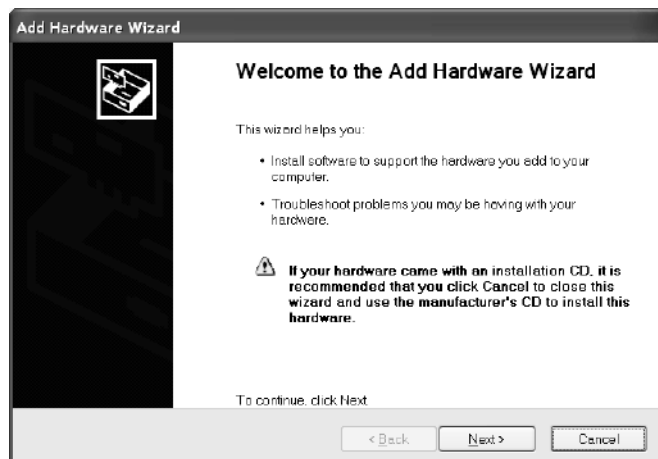 Add Hardware Wizard
Welcome to the Add Hardware Wizard
This wizard helps you:
• Install software to support the hardware you add to your
computer.
• Troubleshoot problems you may be having with your
hardware.
If your hardware came with an installation CD, it is
recommended that you click Cancel to close this
wizard and use the manufacturer's CD to install this
hardware.
To continue, click Next
< Back
Next >
Cancel